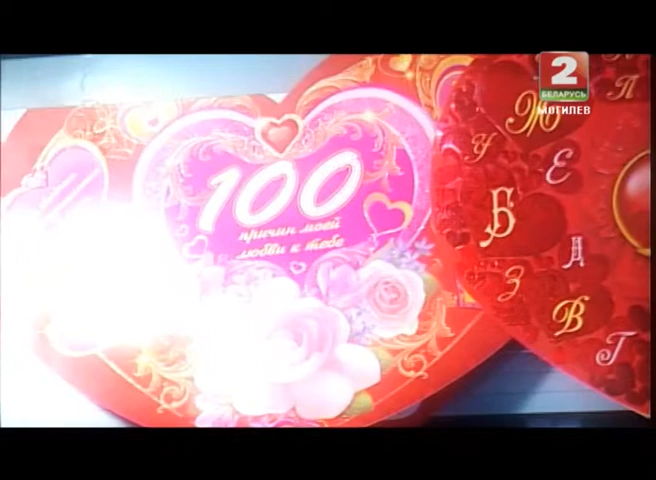 2
БЕЛАРУСЬ
МОГИЛЕВ
100
причин моей
любви к тебе
Ж
Л
У
Е
Б
Д
З
В
Г